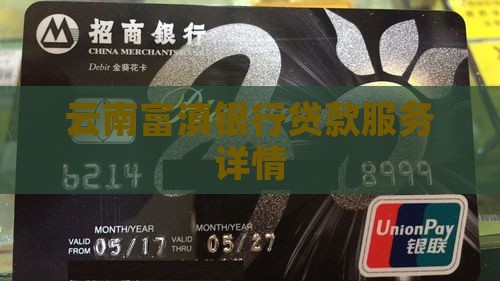 招商银行
CHINA MERCHANTS
Debit 金葵花卡
云南富滇银行贷款服务
详情
6214 8999
MONTH/YEAR MONTH/YEAR
VALID FROM 05/17 VALID THRU 05/27
UnionPay
银联